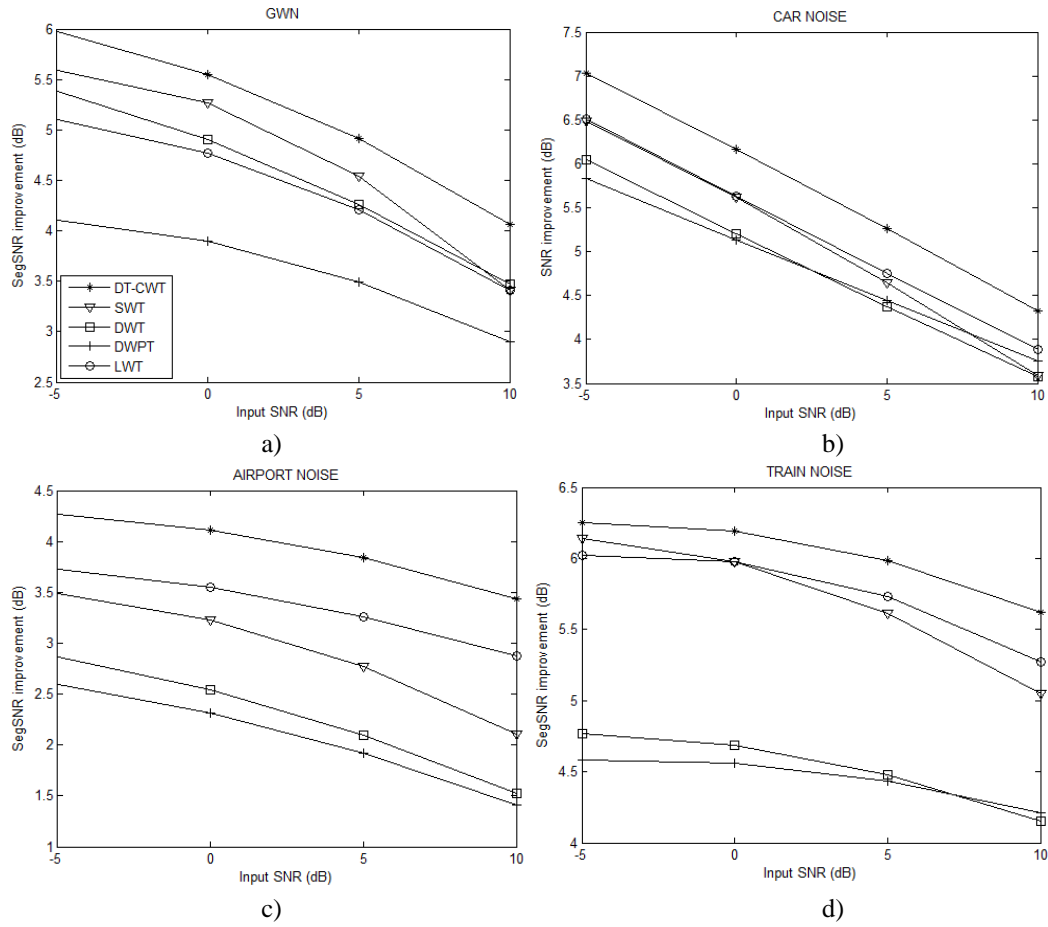 GWN
6
5.5
5
4.5
4
3.5
3
2.5
-5
0
5
10
SegSNR improvement (dB)
Input SNR (dB)
DT-CWT
SWT
DWT
DWPT
LWT
a)
CAR NOISE
7.5
7
6.5
6
5.5
5
4.5
4
3.5
-5
0
5
10
SNR improvement (dB)
Input SNR (dB)
b)
AIRPORT NOISE
4.5
4
3.5
3
2.5
2
1.5
1
-5
0
5
10
SegSNR improvement (dB)
Input SNR (dB)
c)
TRAIN NOISE
6.5
6
5.5
5
4.5
4
-5
0
5
10
SegSNR improvement (dB)
Input SNR (dB)
d)